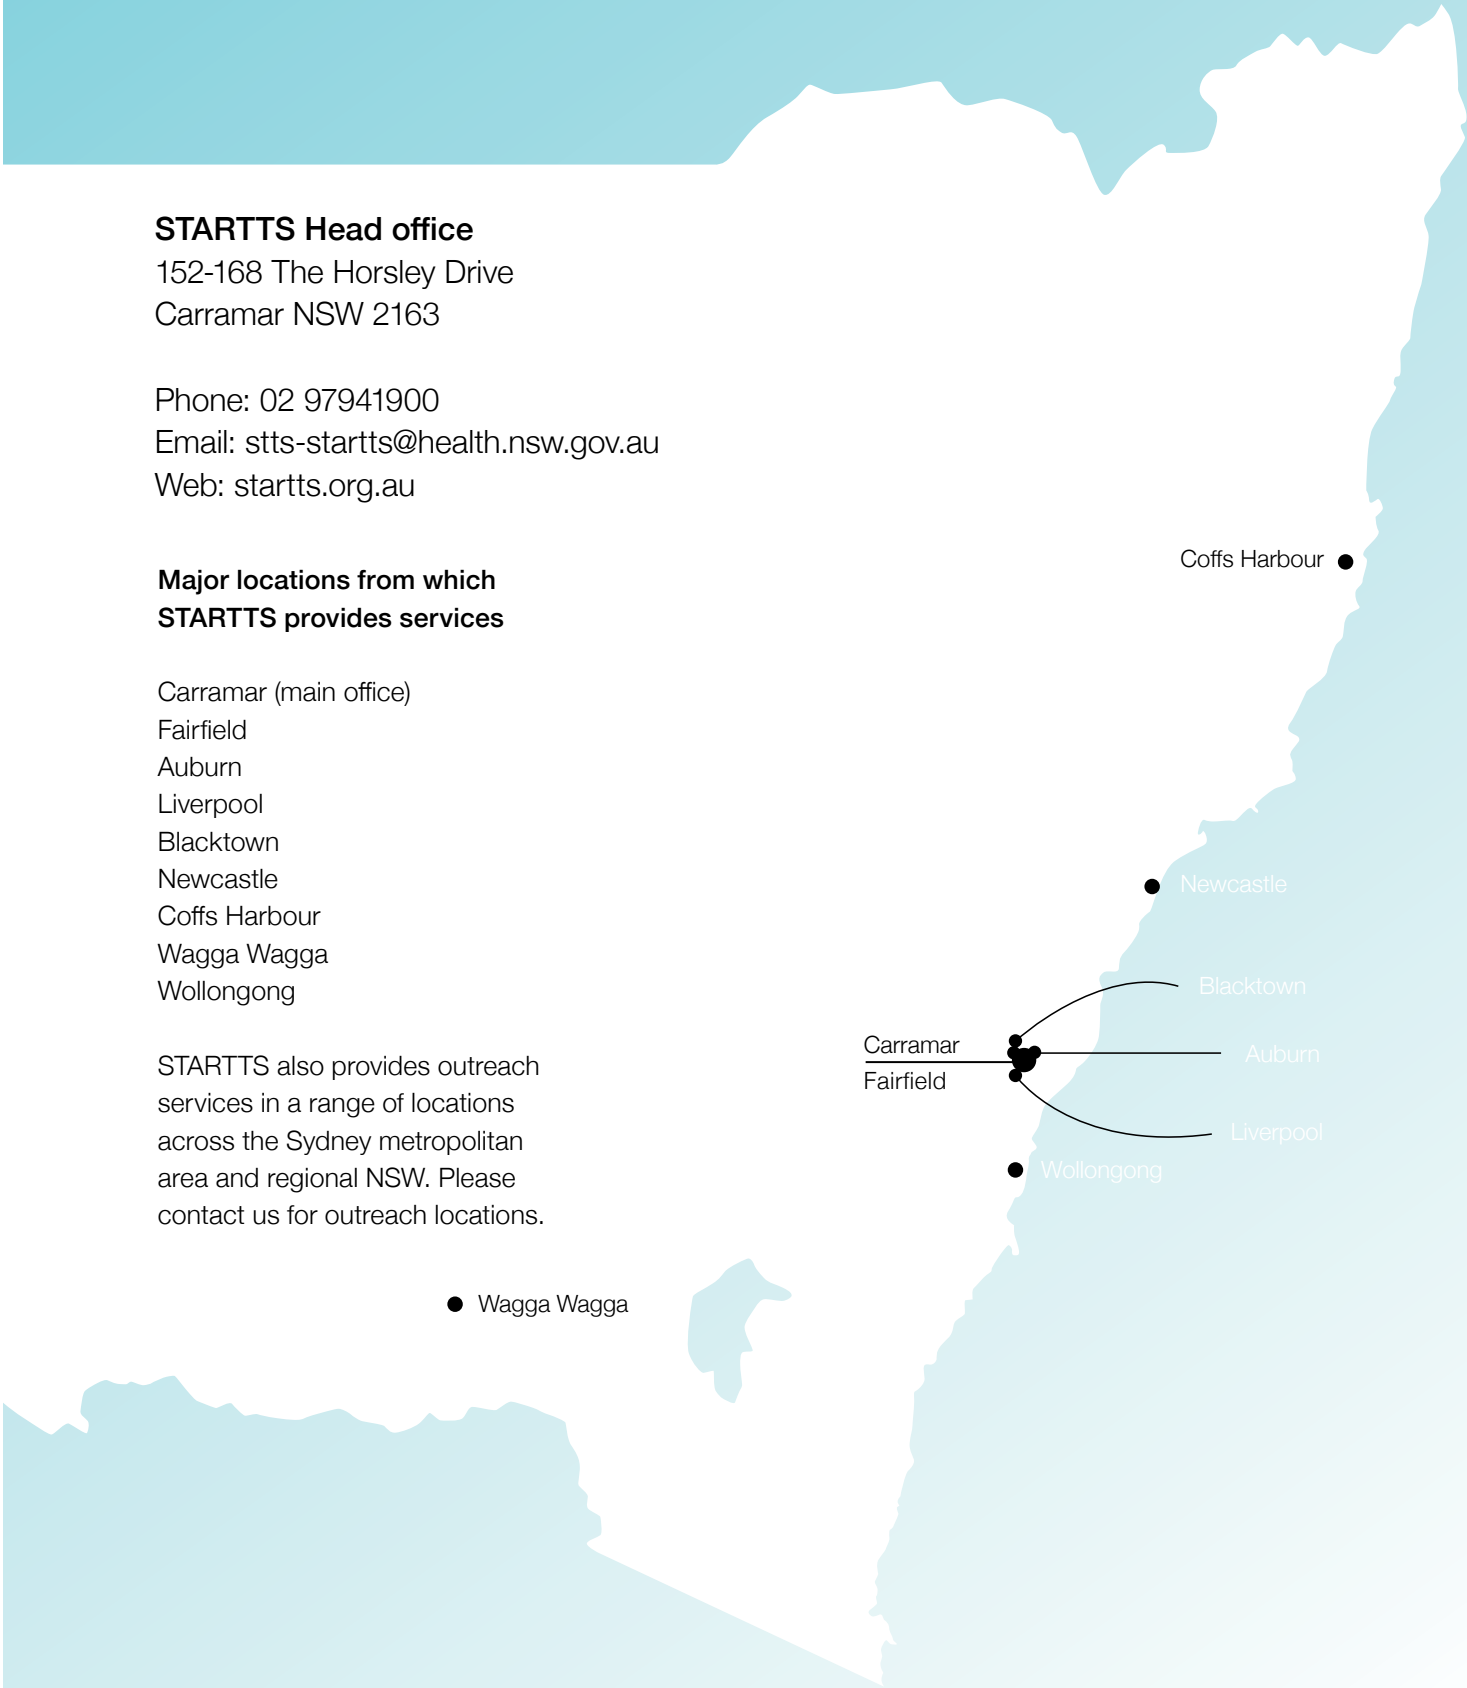 STARTTS Head office
152-168 The Horsley Drive
Carramar NSW 2163
Phone: 02 97941900
Email: stts-startts@health.nsw.gov.au
Web: startts.org.au
Major locations from which
STARTTS provides services
Carramar (main office)
Fairfield
Auburn
Liverpool
Blacktown
Newcastle
Coffs Harbour
Wagga Wagga
Wollongong
STARTTS also provides outreach
services in a range of locations
across the Sydney metropolitan
area and regional NSW. Please
contact us for outreach locations.
Coffs Harbour
Newcastle
Blacktown
Carramar
Auburn
Fairfield
Liverpool
Wollongong
Wagga Wagga